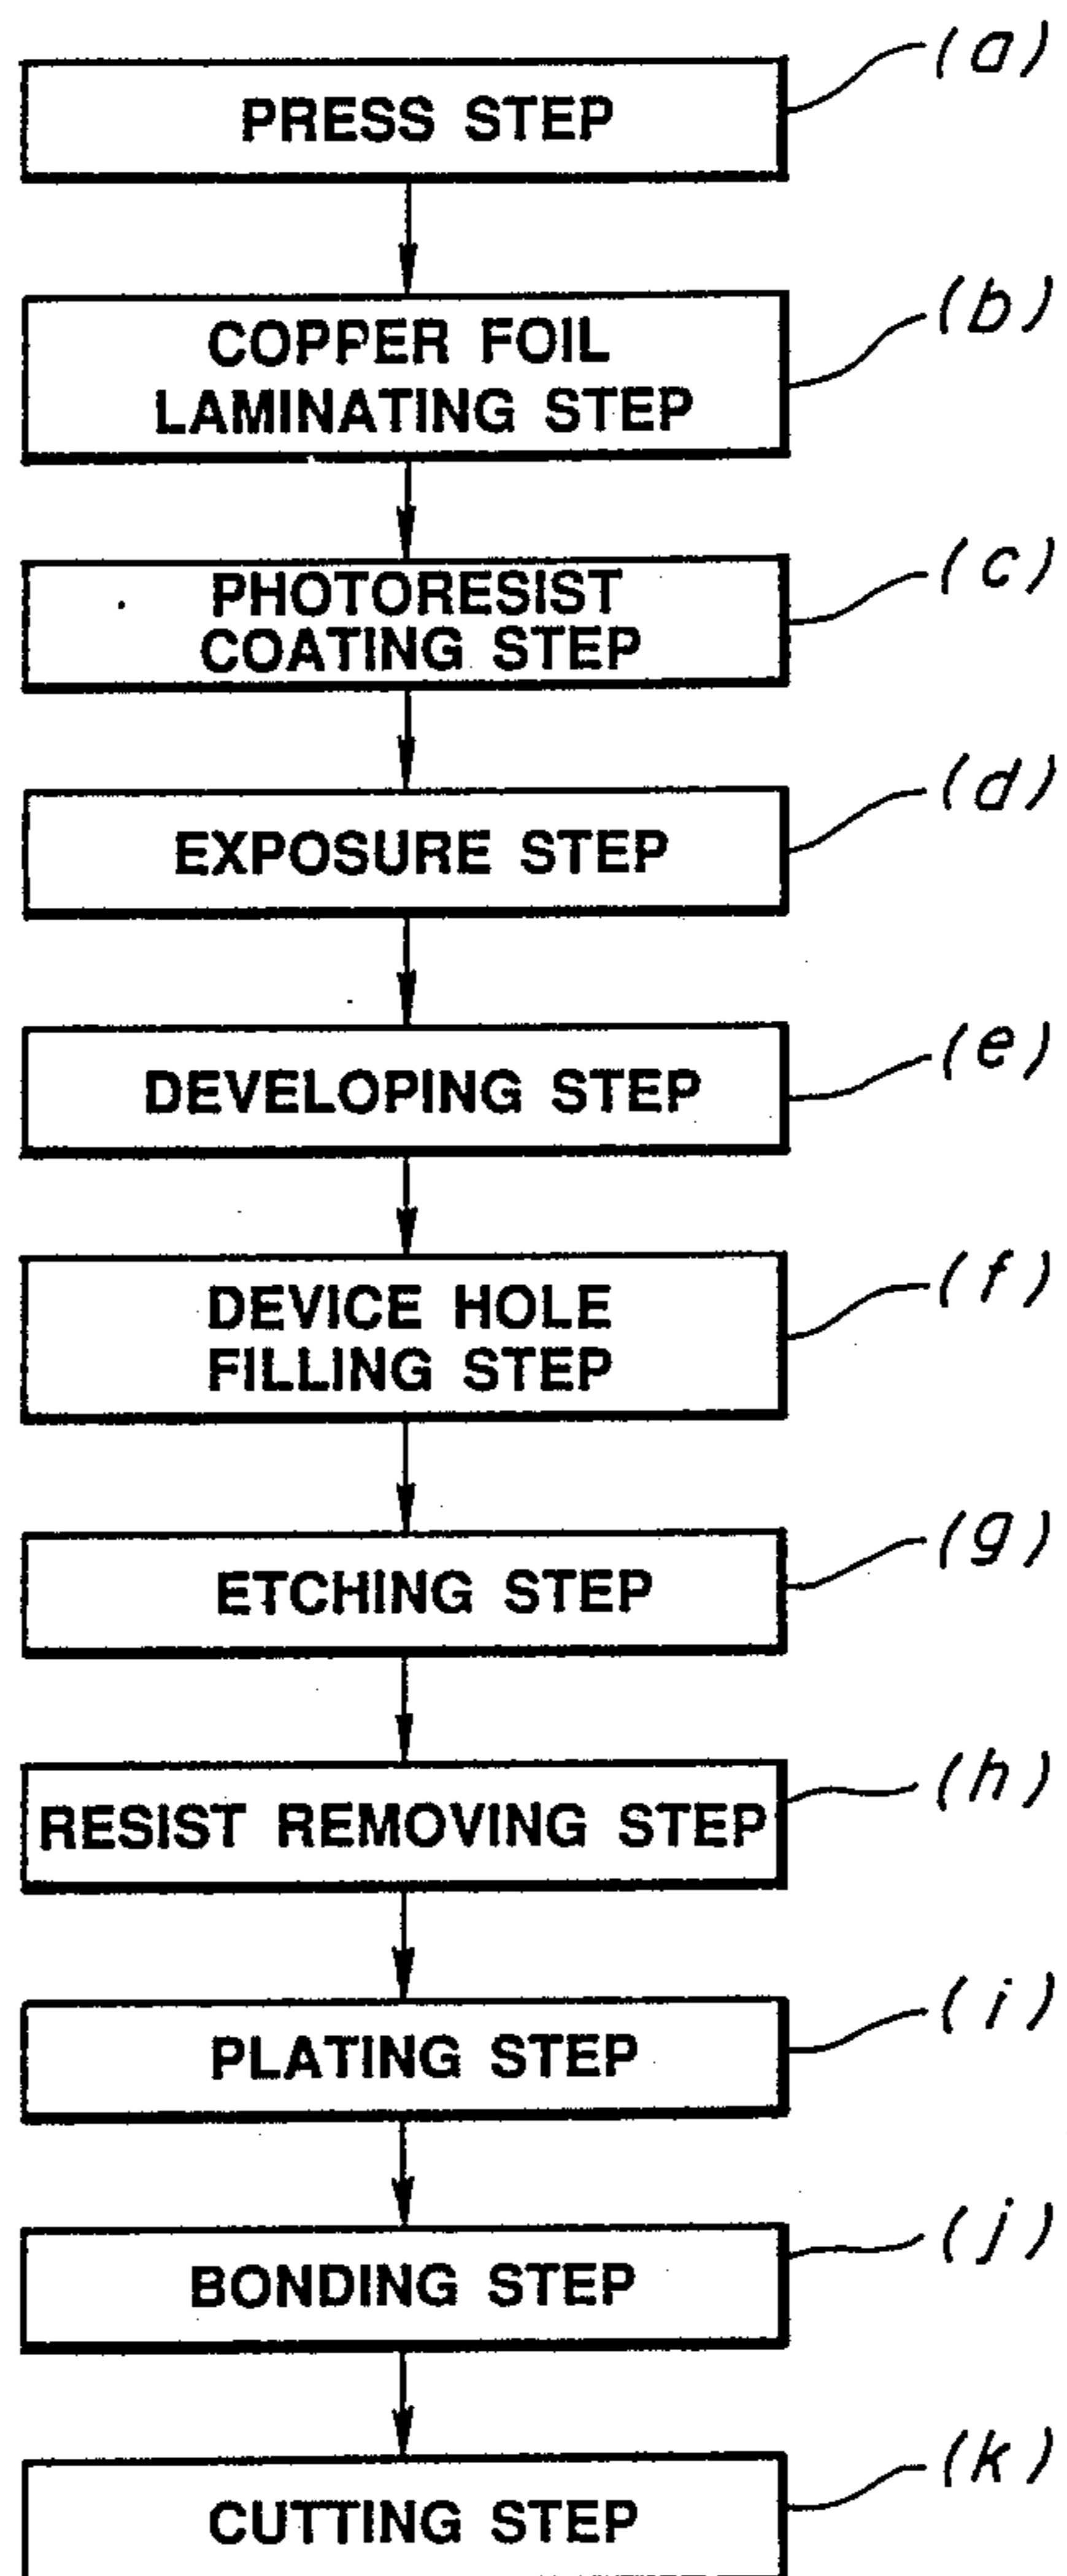 (a)
PRESS STEP
(b)
COPPER FOIL
LAMINATING STEP
(c)
PHOTORESIST
COATING STEP
(d)
EXPOSURE STEP
(e)
DEVELOPING STEP
(f)
DEVICE HOLE
FILLING STEP
(g)
ETCHING STEP
(h)
RESIST REMOVING STEP
(i)
PLATING STEP
(j)
BONDING STEP
(k)
CUTTING STEP